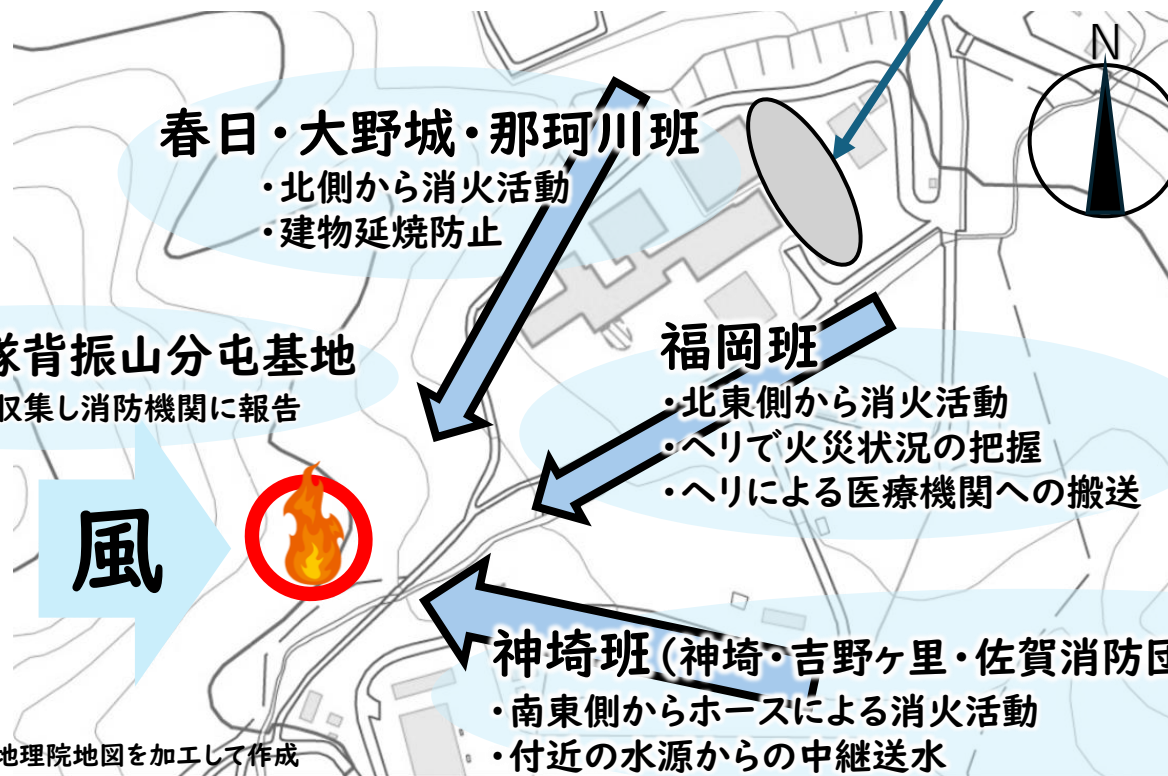 N
春日・大野城・那珂川班
・北側から消火活動
・建物延焼防止
隊背振山分屯基地
収集し消防機関に報告
福岡班
・北東側から消火活動
・ヘリで火災状況の把握
・ヘリによる医療機関への搬送
風
神埼班(神埼・吉野ヶ里・佐賀消防団
・南東側からホースによる消火活動
・付近の水源からの中継送水
地理院地図を加工して作成